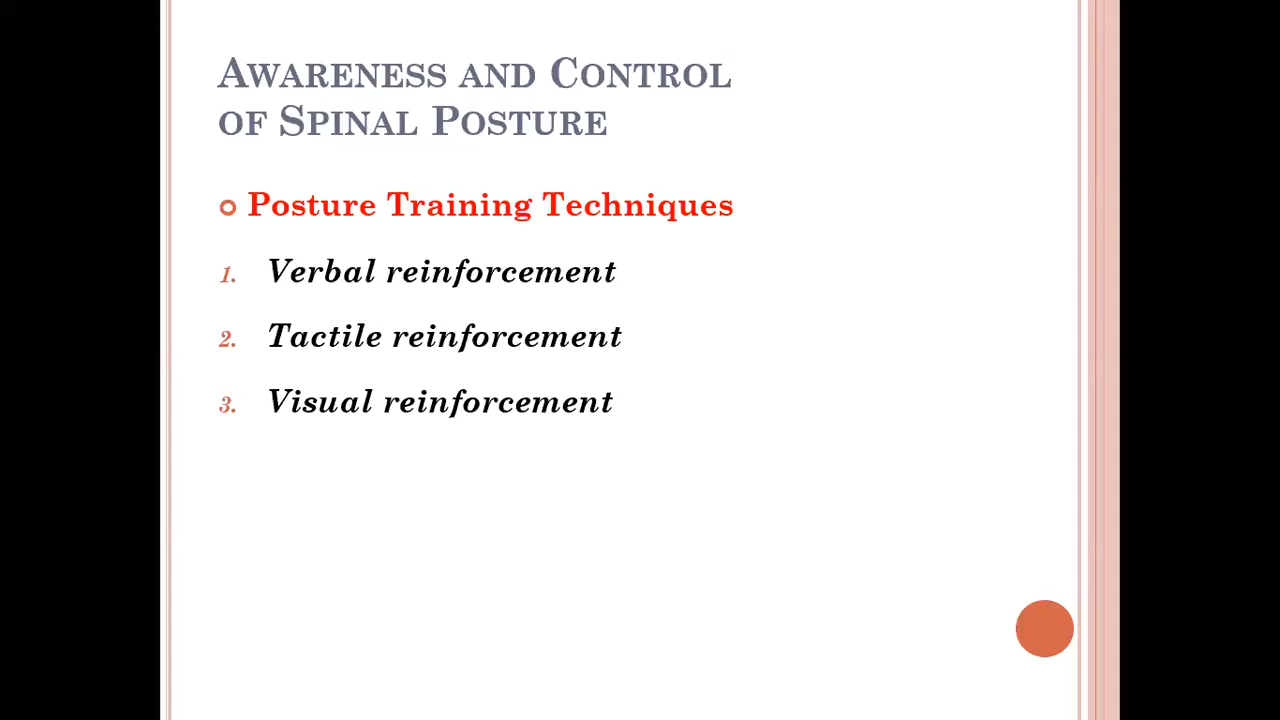 Awareness and Control
of Spinal Posture
Posture Training Techniques
1. Verbal reinforcement
2. Tactile reinforcement
3. Visual reinforcement